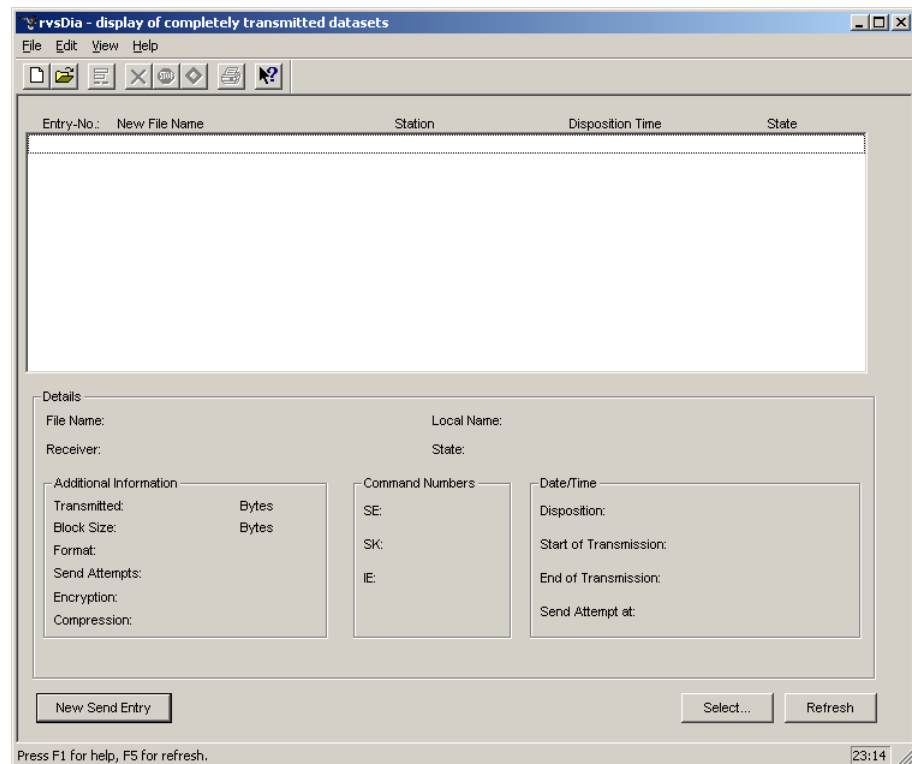 rvsDia - display of completely transmitted datasets
File Edit View Help
STOP
Entry-No.: New File Name Station Disposition Time State
Details
File Name: Local Name:
Receiver: State:
Additional Information Command Numbers Date/Time
Transmitted: Bytes SE: Disposition:
Block Size: Bytes
Format: SK: Start of Transmission:
Send Attempts: IE: End of Transmission:
Encryption:
Compression: Send Attempt at:
New Send Entry Select... Refresh
Press F1 for help, F5 for refresh. 23:14